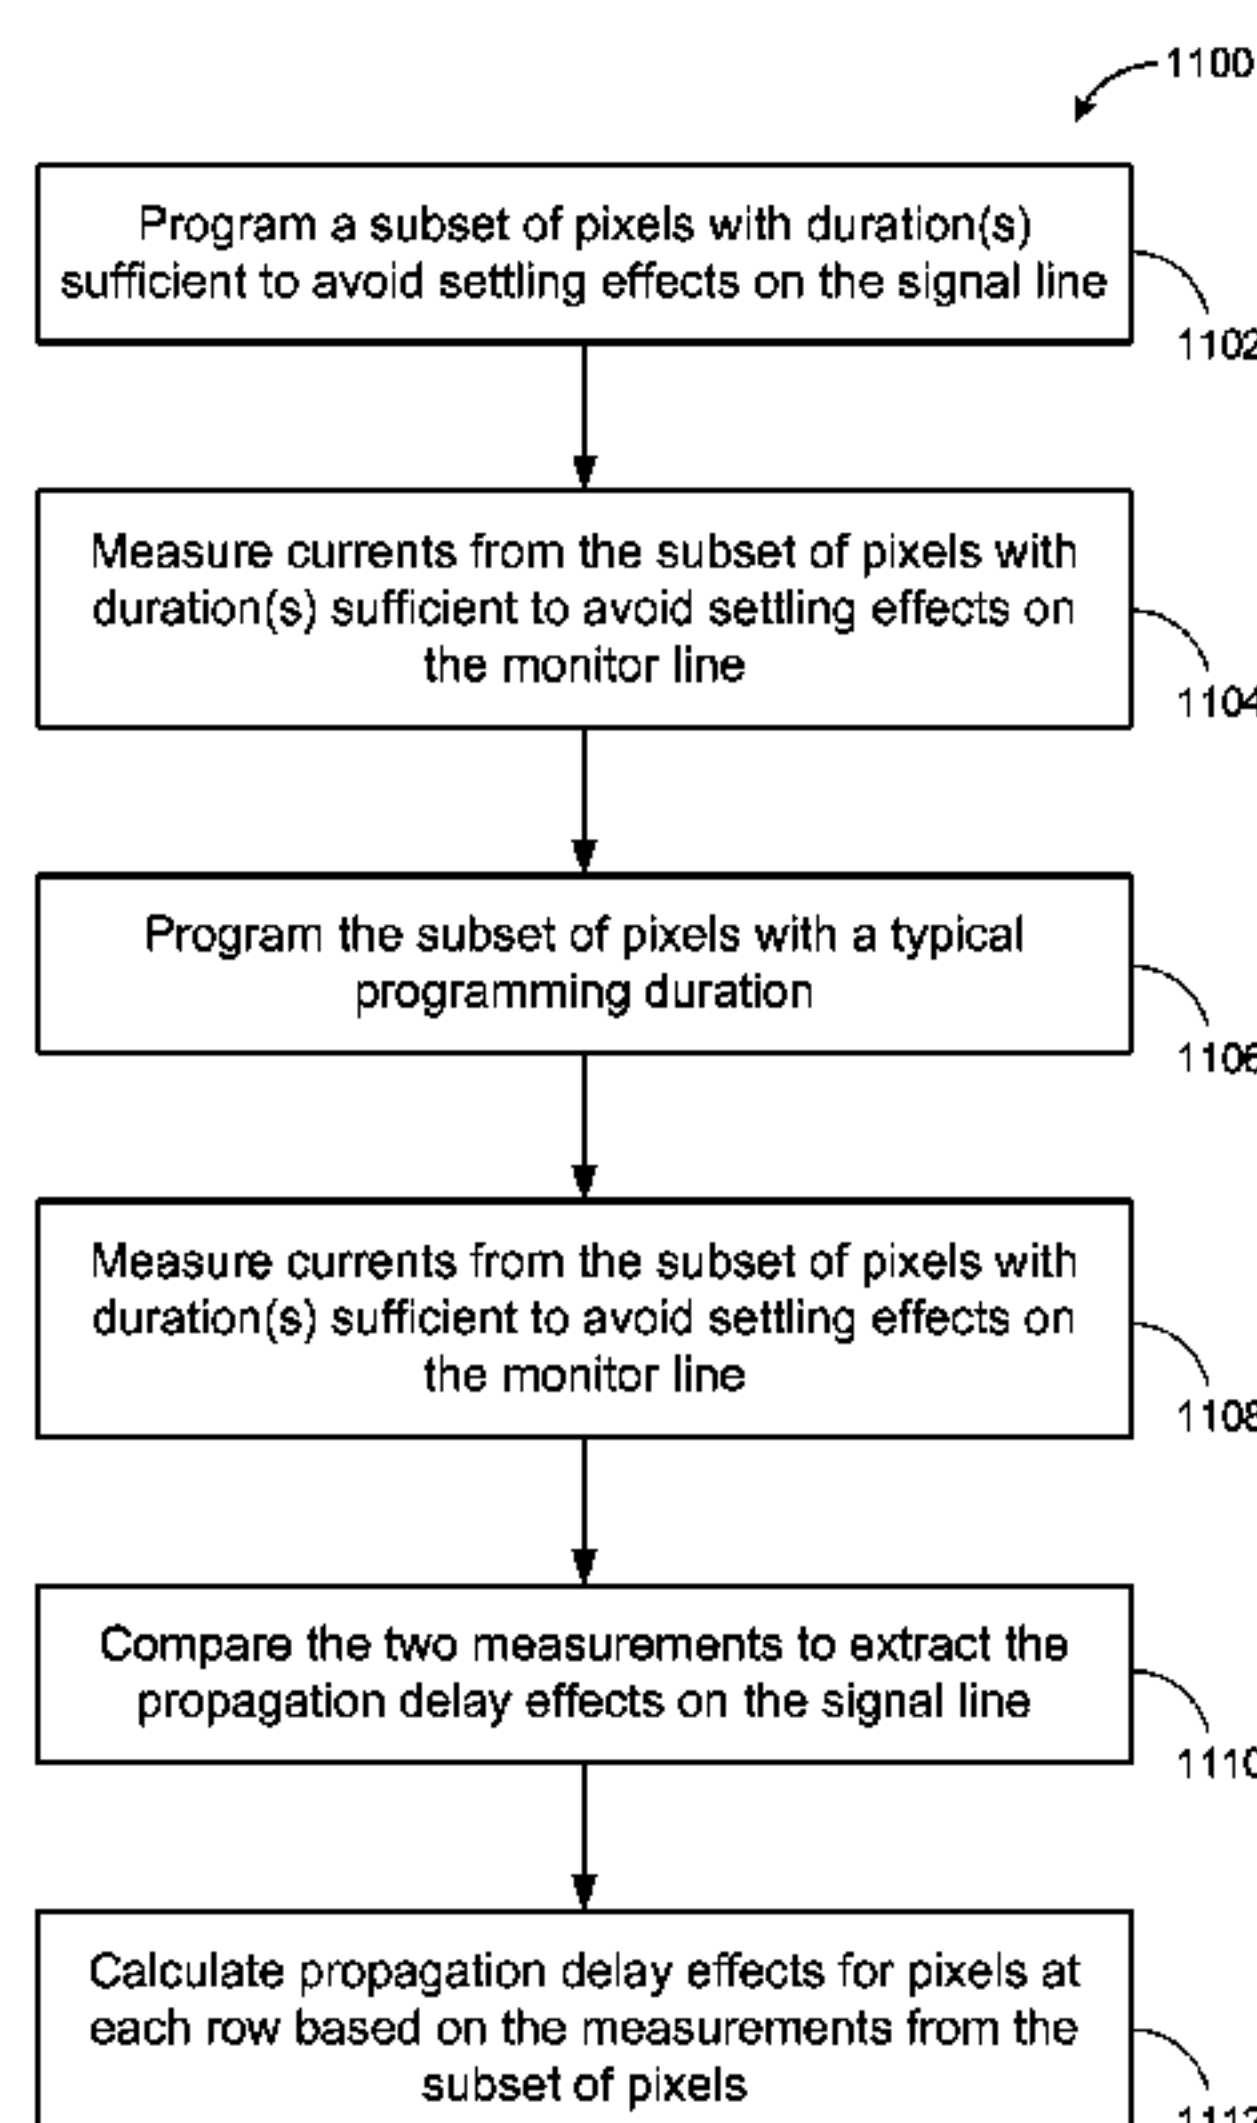 1100
Program a subset of pixels with duration(s)
sufficient to avoid settling effects on the signal line
1102
Measure currents from the subset of pixels with
duration(s) sufficient to avoid settling effects on
the monitor line
1104
Program the subset of pixels with a typical
programming duration
1106
Measure currents from the subset of pixels with
duration(s) sufficient to avoid settling effects on
the monitor line
1108
Compare the two measurements to extract the
propagation delay effects on the signal line
1110
Calculate propagation delay effects for pixels at
each row based on the measurements from the
subset of pixels